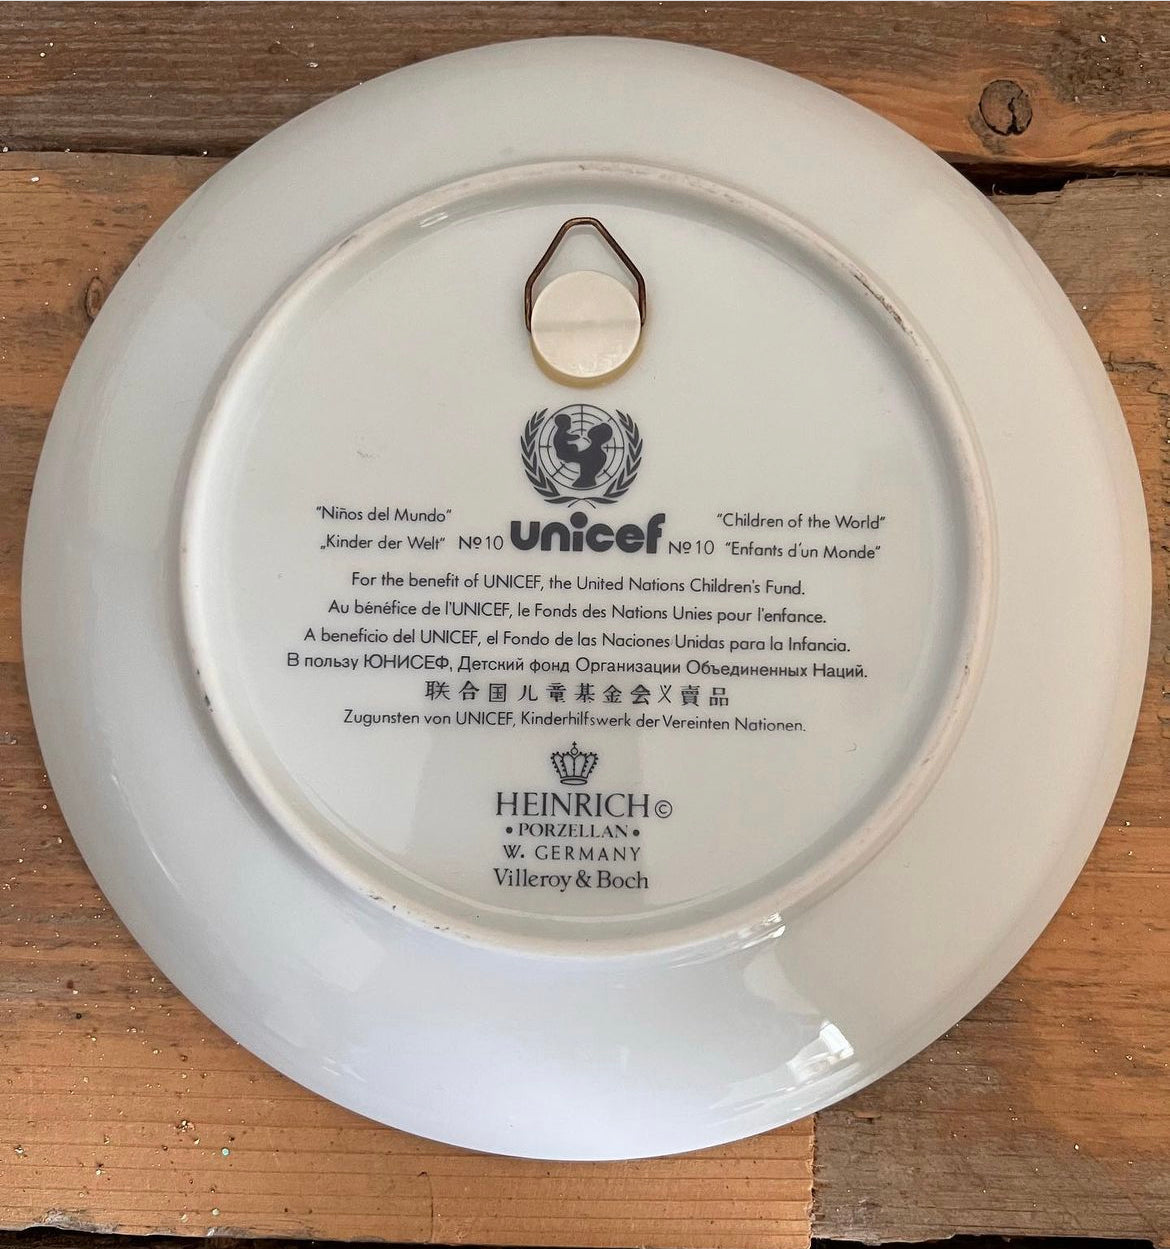 "Niños del Mundo"
„Kinder der Welt" № 10
unicef
"Children of the World"
№ 10 "Enfants d'un Monde"
For the benefit of UNICEF, the United Nations Children's Fund.
Au bénéfice de l'UNICEF, le Fonds des Nations Unies pour l'enfance.
A beneficio del UNICEF, el Fondo de las Naciones Unidas para la Infancia.
В пользу ЮНИСЕФ, Детский фонд Организации Объединенных Наций.
联合国儿童基金会义賣品
Zugunsten von UNICEF, Kinderhilfswerk der Vereinten Nationen.
HEINRICH©
• PORZELLAN •
W. GERMANY
Villeroy & Boch